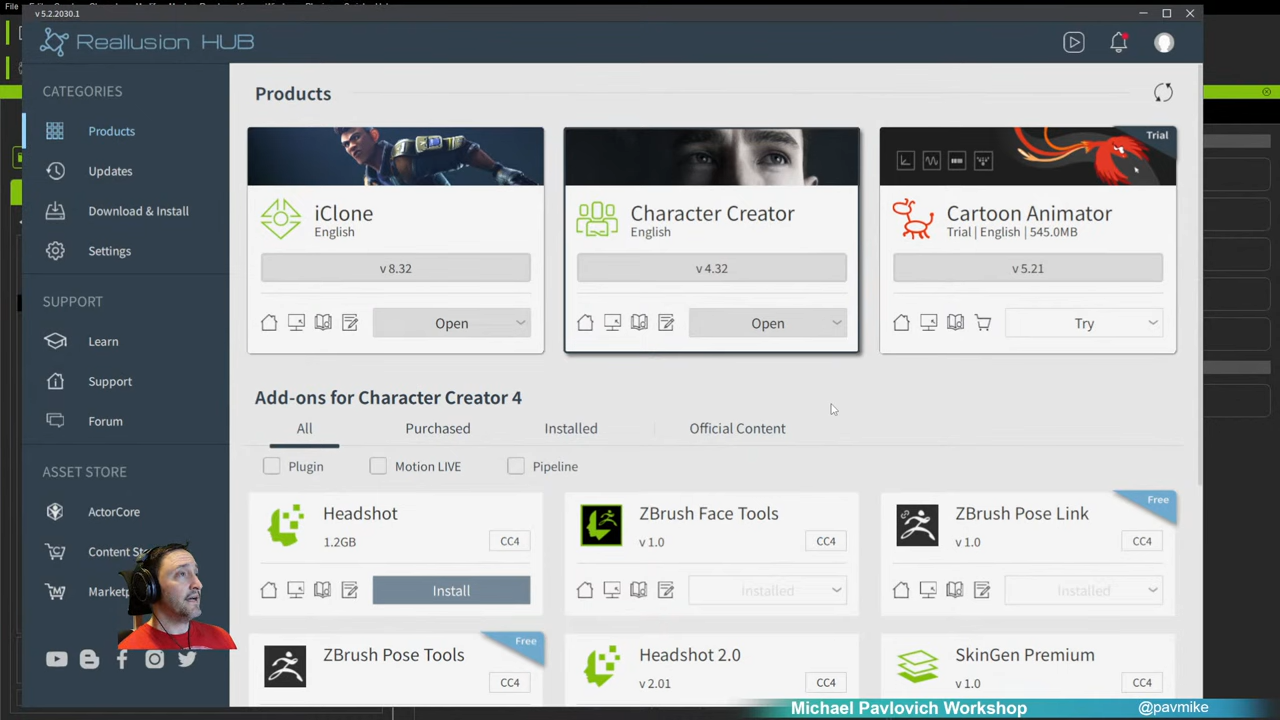 File
v 5.2.2030.1
Reallusion HUB
CATEGORIES
Products
Updates
Download & Install
Settings
SUPPORT
Learn
Support
Forum
ASSET STORE
ActorCore
Content
Products
iClone
English
v 8.32
Open
Character Creator
English
v 4.32
Open
Trial
Cartoon Animator
Trial | English | 545.0MB
v 5.21
Try
Add-ons for Character Creator 4
All
Purchased
Installed
Official Content
Plugin
Motion LIVE
Pipeline
Headshot
1.2GB
CC4
Install
ZBrush Face Tools
v 1.0
CC4
Installed
Free
ZBrush Pose Link
v 1.0
CC4
Installed
Free
ZBrush Pose Tools
CC4
Headshot 2.0
v 2.01
CC4
SkinGen Premium
v 1.0
CC4
Michael Pavlovich Workshop
@pavmike